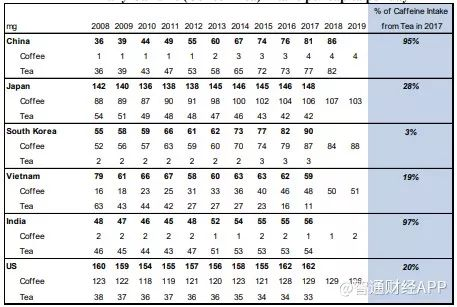 mg 2008 2009 2010 2011 2012 2013 2014 2015 2016 2017 2018 2019 % of Caffeine Intake from Tea in 2017
China 36 39 44 49 55 60 67 74 76 81 86 95%
Coffee 1 1 1 1 1 2 3 3 3 4 4 4
Tea 36 39 43 47 53 58 65 72 73 77 82
Japan 142 140 136 138 138 145 146 145 146 148 28%
Coffee 88 89 87 90 91 98 100 102 104 106 107 103
Tea 54 51 49 48 48 47 46 43 42 42
South Korea 55 58 59 66 61 62 73 77 82 90 3%
Coffee 52 56 57 63 59 60 70 74 79 87 84 88
Tea 2 2 2 2 2 2 2 3 3 3
Vietnam 79 61 66 67 58 60 63 63 62 59 19%
Coffee 16 18 23 25 31 33 36 40 46 48 50 51
Tea 63 43 44 42 27 27 27 23 16 11
India 48 47 46 45 48 52 54 55 55 56 97%
Coffee 2 2 2 2 2 1 1 2 1 1 2
Tea 46 45 44 43 47 51 53 53 53 54
US 160 159 154 155 157 156 158 155 162 162 20%
Coffee 123 122 118 119 121 120 123 121 128 129 129
Tea 38 37 36 36 36 36 35 34 34 33
知乎 @智通财经APP